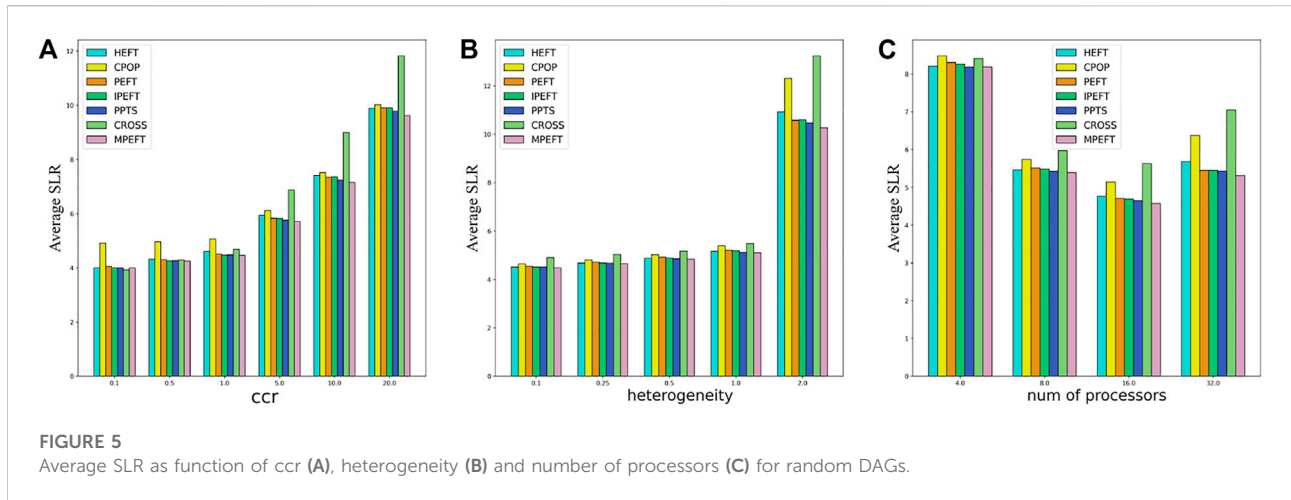 A
HEFT
CPOP
PEFT
IPEFT
PPTS
CROSS
MPEFT
Average SLR
12
10
8
6
4
2
0
0.1 0.5 1.0 5.0 10.0 20.0
ccr
B
HEFT
CPOP
PEFT
IPEFT
PPTS
CROSS
MPEFT
Average SLR
12
10
8
6
4
2
0
0.1 0.25 0.5 1.0 2.0
heterogeneity
C
HEFT
CPOP
PEFT
IPEFT
PPTS
CROSS
MPEFT
Average SLR
8
7
6
5
4
3
2
1
0
4.0 8.0 16.0 32.0
num of processors
FIGURE 5
Average SLR as function of ccr (A), heterogeneity (B) and number of processors (C) for random DAGs.